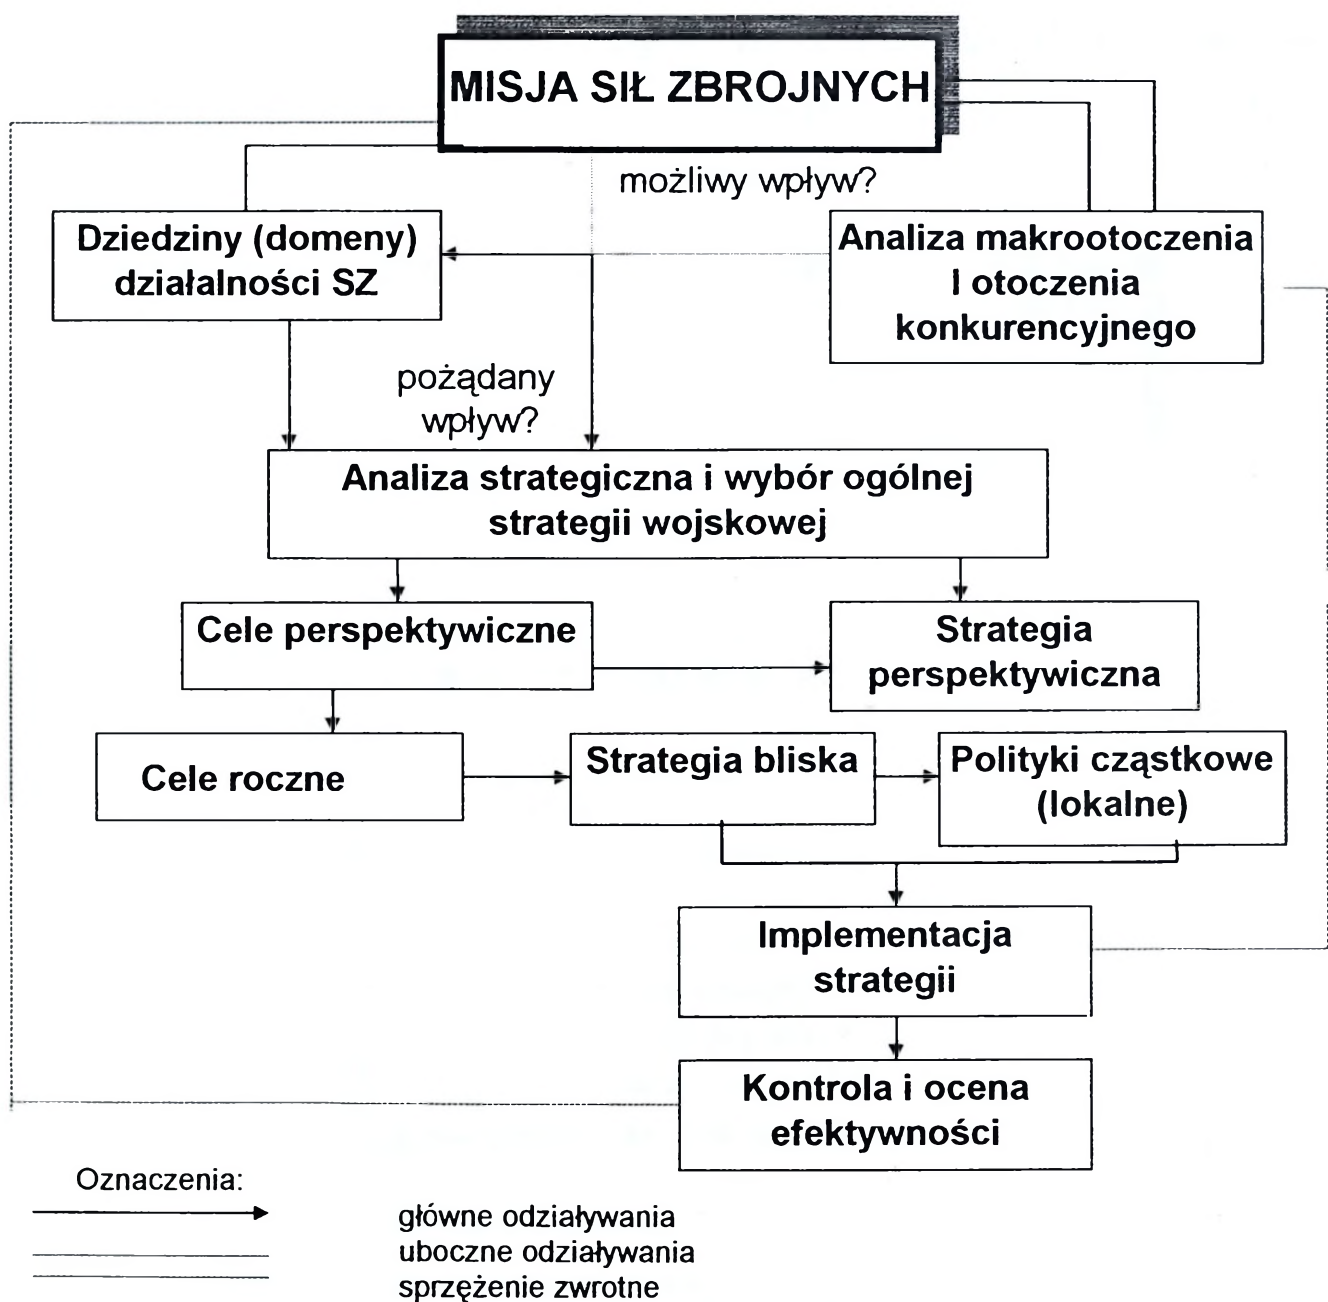 MISJA SIŁ ZBROJNYCH
możliwy wpływ?
Dziedziny (domeny)
działalności SZ
Analiza makrootoczenia
I otoczenia
konkurencyjnego
pożądany
wpływ?
Analiza strategiczna i wybór ogólnej
strategii wojskowej
Cele perspektywiczne
Strategia
perspektywiczna
Cele roczne
Strategia bliska
Polityki cząstkowe
(lokalne)
Implementacja
strategii
Kontrola i ocena
efektywności
Oznaczenia:
główne odziaływania
uboczne odziaływania
sprzężenie zwrotne